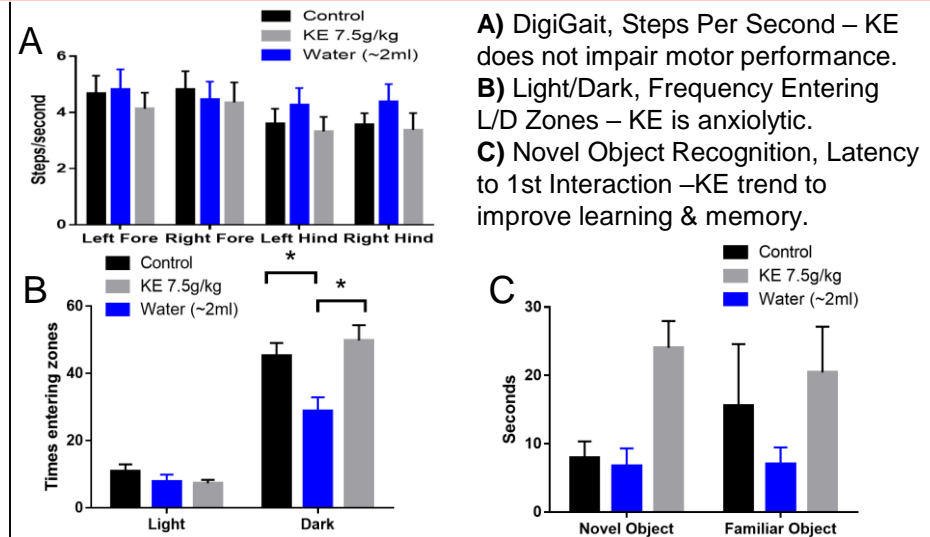 A
Control
KE 7.5g/kg
Water (~2ml)
Steps/second
6
4
2
0
Left Fore Right Fore Left Hind Right Hind
A) DigiGait, Steps Per Second – KE
does not impair motor performance.
B) Light/Dark, Frequency Entering
L/D Zones – KE is anxiolytic.
C) Novel Object Recognition, Latency
to 1st Interaction –KE trend to
improve learning & memory.
B
Control
KE 7.5g/kg
Water (~2ml)
* *
Times entering zones
60
40
20
0
Light Dark
C
Control
KE 7.5g/kg
Water (~2ml)
Seconds
30
20
10
0
Novel Object Familiar Object